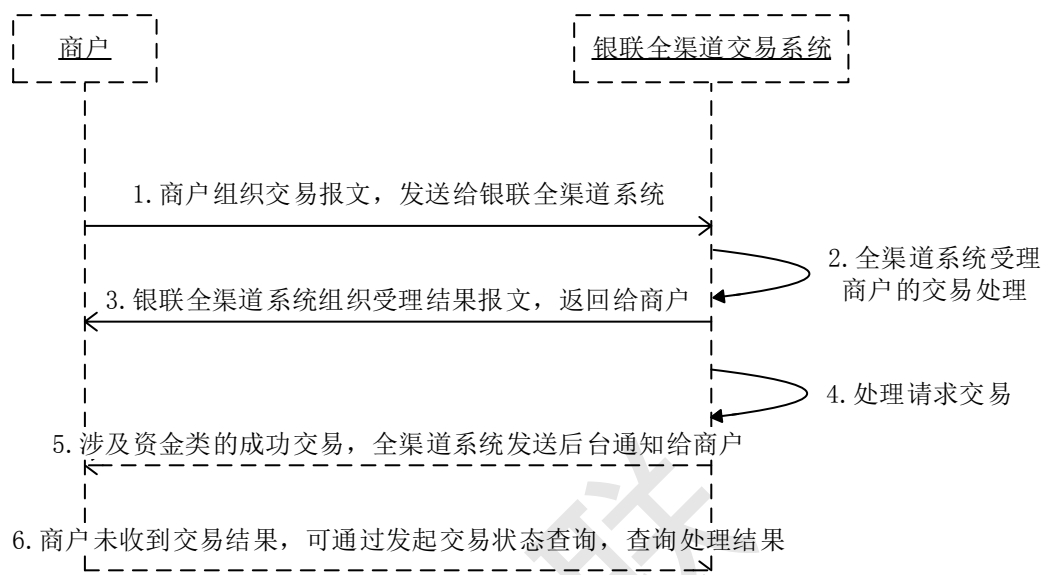 商户
银联全渠道交易系统
1.商户组织交易报文，发送给银联全渠道系统
2.全渠道系统受理
商户的交易处理
3.银联全渠道系统组织受理结果报文，返回给商户
4.处理请求交易
5.涉及资金类的成功交易，全渠道系统发送后台通知给商户
6.商户未收到交易结果，可通过发起交易状态查询，查询处理结果
联